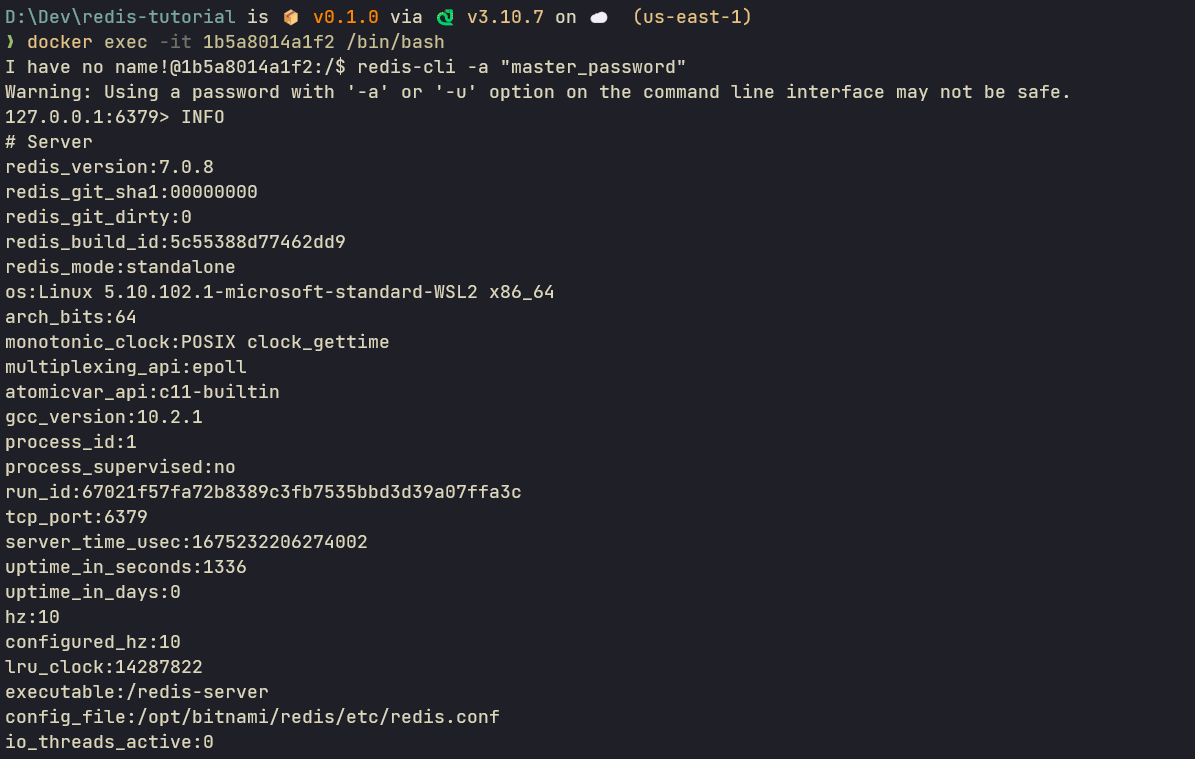 D:\Dev\redis-tutorial is 📦 v0.1.0 via 🐍 v3.10.7 on ☁️ (us-east-1)
❯ docker exec -it 1b5a8014a1f2 /bin/bash
I have no name!@1b5a8014a1f2:/$ redis-cli -a "master_password"
Warning: Using a password with '-a' or '-u' option on the command line interface may not be safe.
127.0.0.1:6379> INFO
# Server
redis_version:7.0.8
redis_git_sha1:00000000
redis_git_dirty:0
redis_build_id:5c55388d77462dd9
redis_mode:standalone
os:Linux 5.10.102.1-microsoft-standard-WSL2 x86_64
arch_bits:64
monotonic_clock:POSIX clock_gettime
multiplexing_api:epoll
atomicvar_api:c11-builtin
gcc_version:10.2.1
process_id:1
process_supervised:no
run_id:67021f57fa72b8389c3fb7535bbd3d39a07ffa3c
tcp_port:6379
server_time_usec:1675232206274002
uptime_in_seconds:1336
uptime_in_days:0
hz:10
configured_hz:10
lru_clock:14287822
executable:/redis-server
config_file:/opt/bitnami/redis/etc/redis.conf
io_threads_active:0